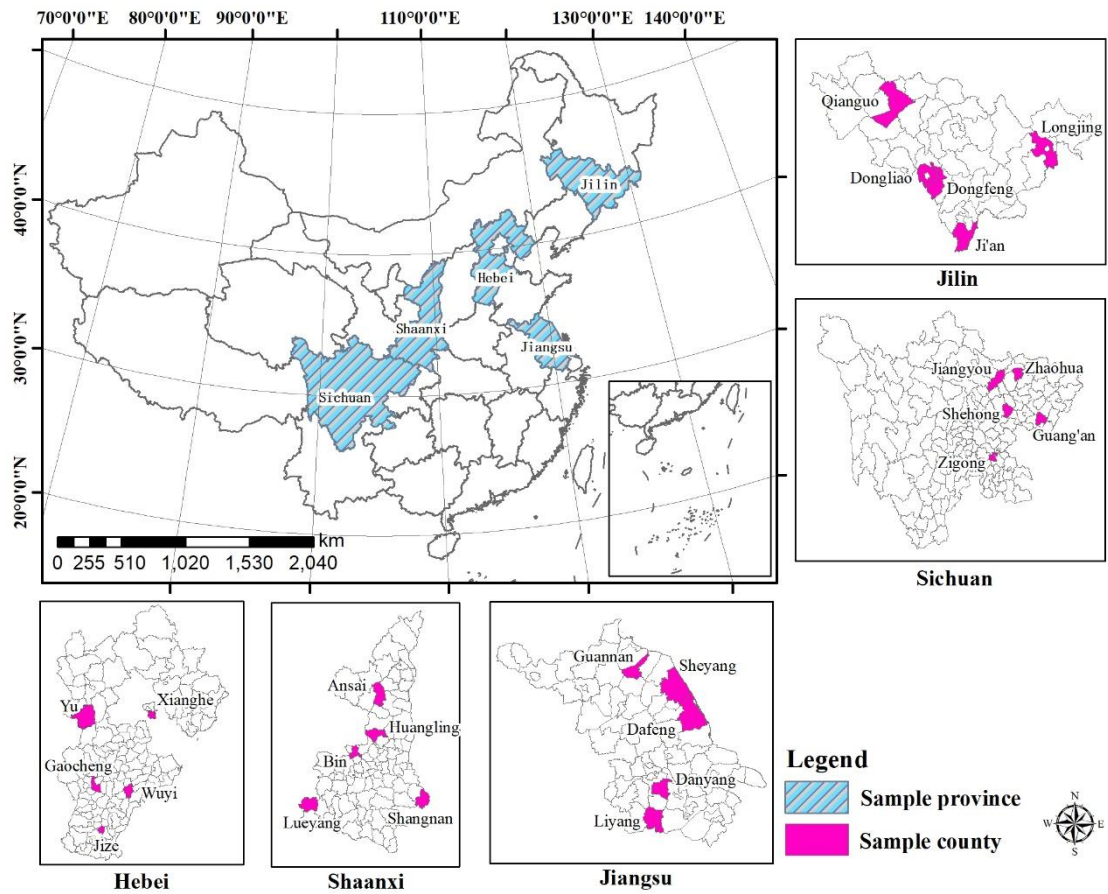 70°0'0"E
80°0'0"E
90°0'0"E
110°0'0"E
130°0'0"E
140°0'0"E
40°0'0"N
30°0'0"N
20°0'0"N
Jilin
Hebei
Shaanxi
Jiangsu
Sichuan
km
0 255 510 1,020 1,530 2,040
120°0'0"E
Qianguo
Longjing
Dongliao
Dongfeng
Ji'an
Jilin
Jiangyou
Zhaohua
Shehong
Guang'an
Zigong
Sichuan
Yu
Xianghe
Gaocheng
Wuyi
Jize
Hebei
Ansai
Huangling
Bin
Lueyang
Shangnan
Shaanxi
Guannan
Sheyang
Dafeng
Danyang
Liyang
Jiangsu
Legend
Sample province
Sample county
N
W E
S